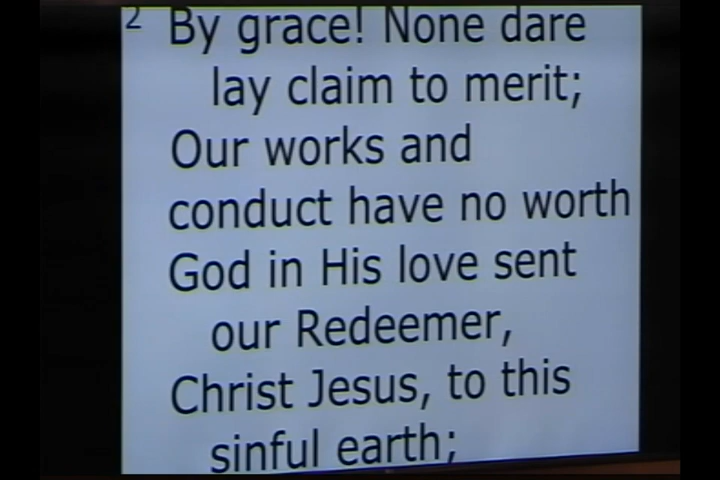 2 By grace! None dare
lay claim to merit;
Our works and
conduct have no worth
God in His love sent
our Redeemer,
Christ Jesus, to this
sinful earth;